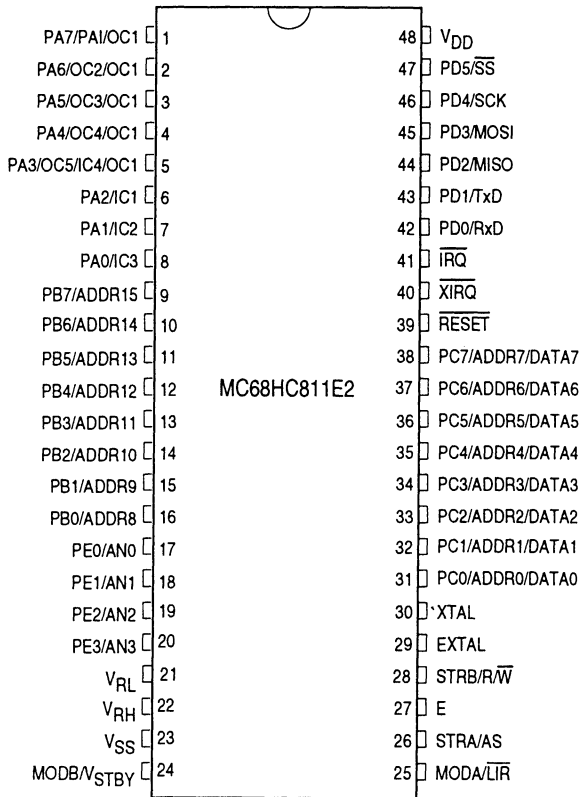 PA7/PAI/OC1 1 48 VDD
PA6/OC2/OC1 2 47 PD5/S̅S̅
PA5/OC3/OC1 3 46 PD4/SCK
PA4/OC4/OC1 4 45 PD3/MOSI
PA3/OC5/IC4/OC1 5 44 PD2/MISO
PA2/IC1 6 43 PD1/TxD
PA1/IC2 7 42 PD0/RxD
PA0/IC3 8 41 I̅R̅Q̅
PB7/ADDR15 9 40 X̅I̅R̅Q̅
PB6/ADDR14 10 39 R̅E̅S̅E̅T̅
PB5/ADDR13 11 38 PC7/ADDR7/DATA7
PB4/ADDR12 12 MC68HC811E2 37 PC6/ADDR6/DATA6
PB3/ADDR11 13 36 PC5/ADDR5/DATA5
PB2/ADDR10 14 35 PC4/ADDR4/DATA4
PB1/ADDR9 15 34 PC3/ADDR3/DATA3
PB0/ADDR8 16 33 PC2/ADDR2/DATA2
PE0/AN0 17 32 PC1/ADDR1/DATA1
PE1/AN1 18 31 PC0/ADDR0/DATA0
PE2/AN2 19 30 XTAL
PE3/AN3 20 29 EXTAL
VRL 21 28 STRB/R/W̅
VRH 22 27 E
VSS 23 26 STRA/AS
MODB/VSTBY 24 25 MODA/L̅I̅R̅